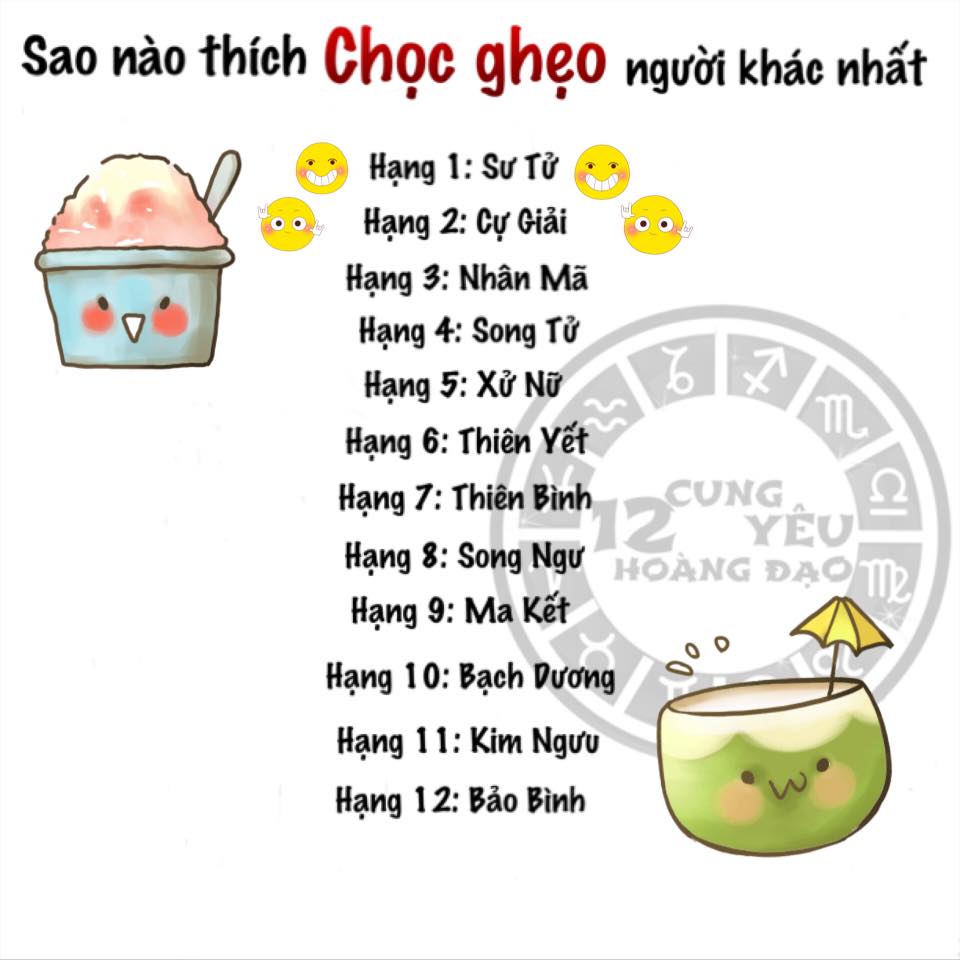 Sao nào thích Chọc ghẹo người khác nhất
Hạng 1: Sư Tử
Hạng 2: Cự Giải
Hạng 3: Nhân Mã
Hạng 4: Song Tử
Hạng 5: Xử Nữ
Hạng 6: Thiên Yết
Hạng 7: Thiên Bình
Hạng 8: Song Ngư
Hạng 9: Ma Kết
Hạng 10: Bạch Dương
Hạng 11: Kim Ngưu
Hạng 12: Bảo Bình
12 CUNG YÊU
HOÀNG ĐẠO